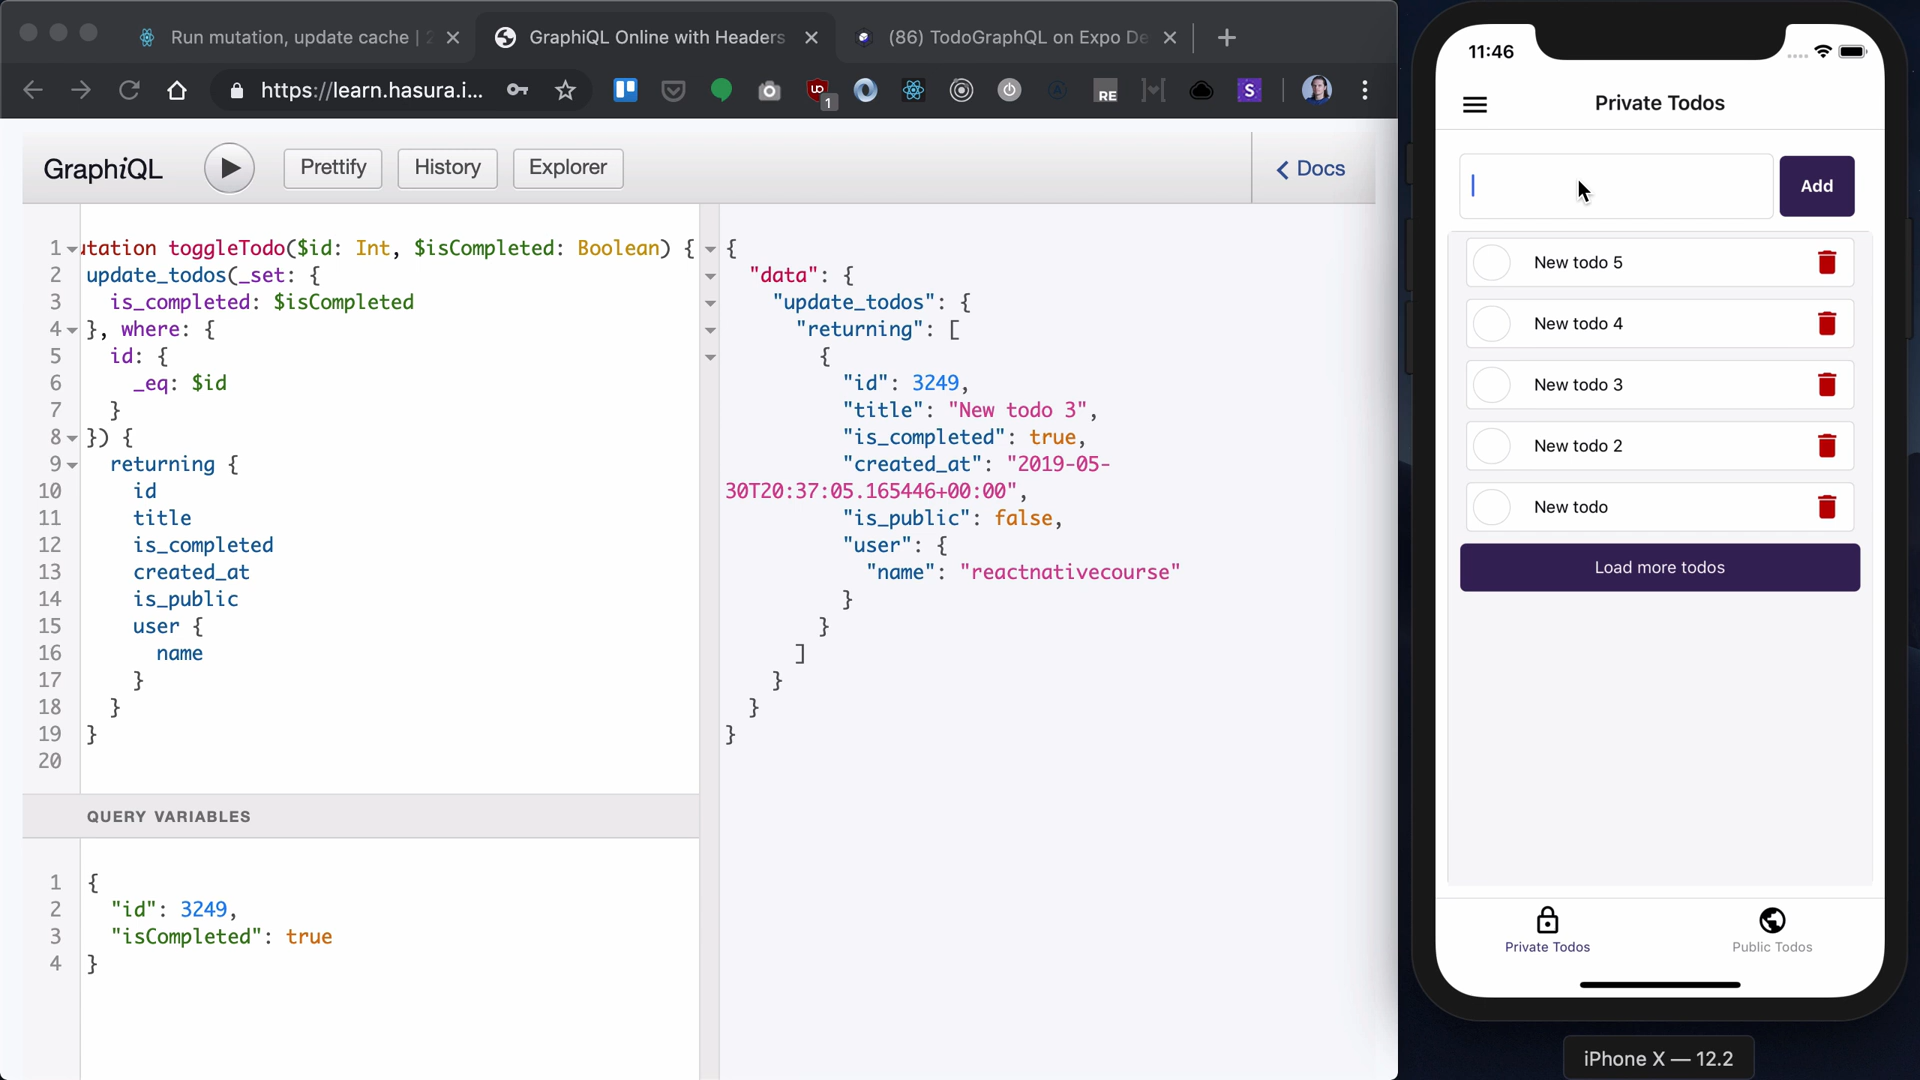 Run mutation, update cache | 2
GraphiQL Online with Headers
(86) TodoGraphQL on Expo De
https://learn.hasura.i...
1
RE
S
GraphiQL
Prettify
History
Explorer
Docs
1 utation toggleTodo($id: Int, $isCompleted: Boolean) {
2 update_todos(_set: {
3 is_completed: $isCompleted
4 }, where: {
5 id: {
6 _eq: $id
7 }
8 }) {
9 returning {
10 id
11 title
12 is_completed
13 created_at
14 is_public
15 user {
16 name
17 }
18 }
19 }
20
QUERY VARIABLES
1 {
2 "id": 3249,
3 "isCompleted": true
4 }
{
"data": {
"update_todos": {
"returning": [
{
"id": 3249,
"title": "New todo 3",
"is_completed": true,
"created_at": "2019-05-
30T20:37:05.165446+00:00",
"is_public": false,
"user": {
"name": "reactnativecourse"
}
}
]
}
}
}
11:46
Private Todos
Add
New todo 5
New todo 4
New todo 3
New todo 2
New todo
Load more todos
Private Todos
Public Todos
iPhone X — 12.2